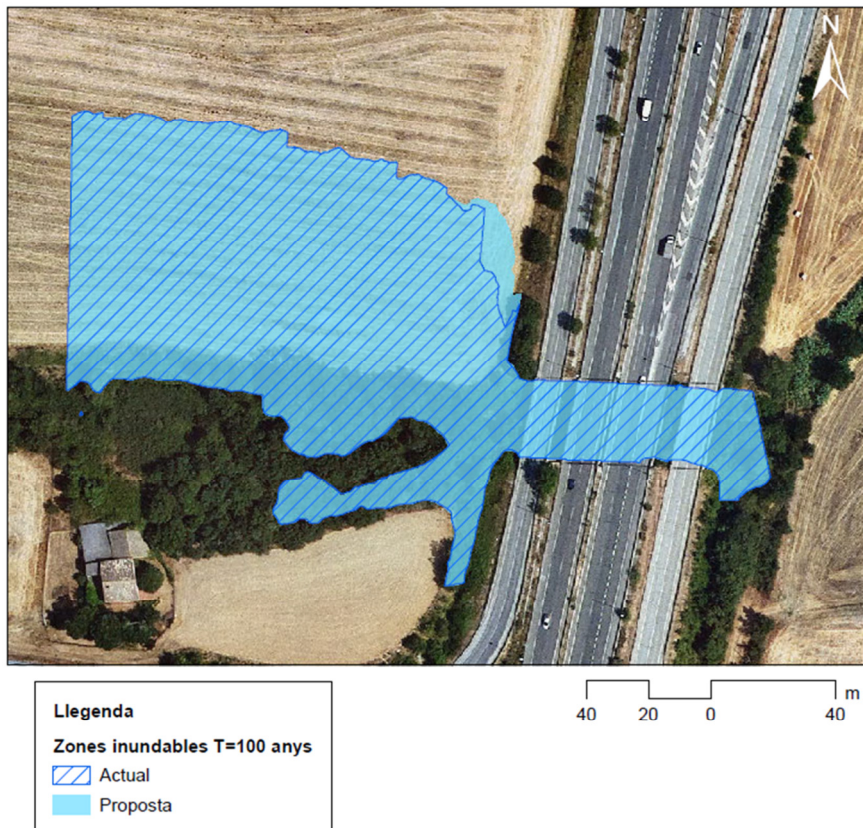 N
40 20 0 40 m
Llegenda
Zones inundables T=100 anys
Actual
Proposta